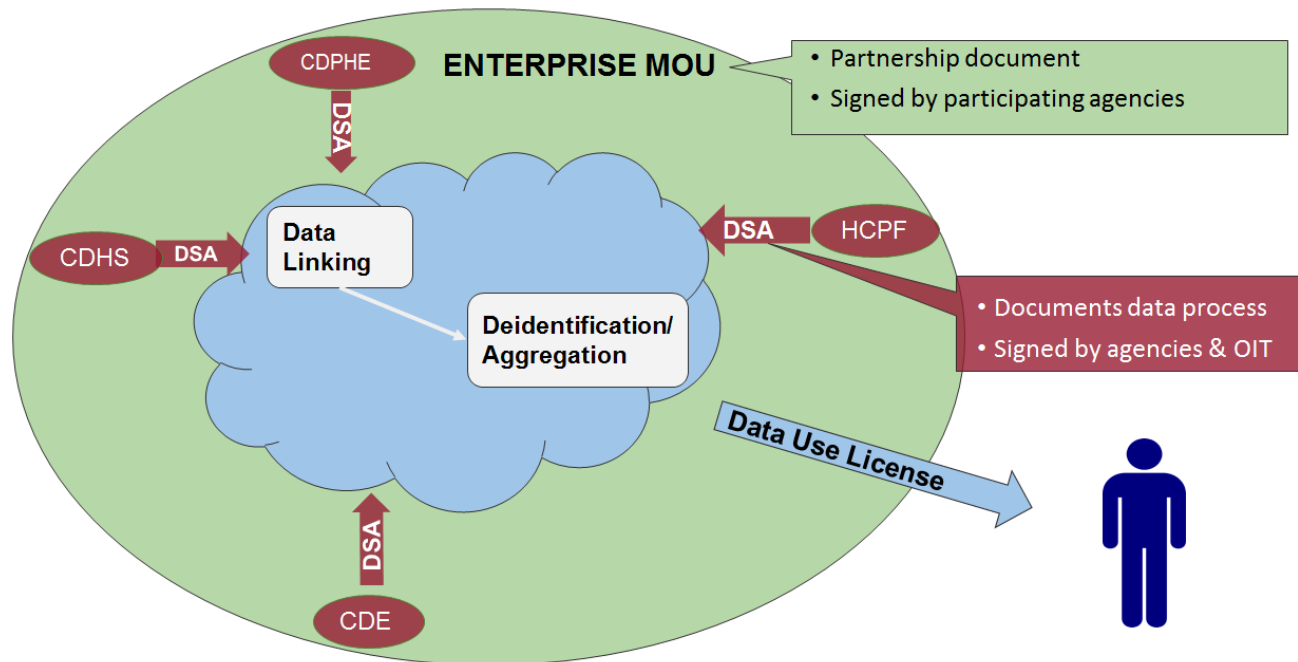 CDPHE
ENTERPRISE MOU
• Partnership document
• Signed by participating agencies
DSA
Data
Linking
CDHS
DSA
DSA
HCPF
Deidentification/
Aggregation
• Documents data process
• Signed by agencies & OIT
Data Use License
DSA
CDE